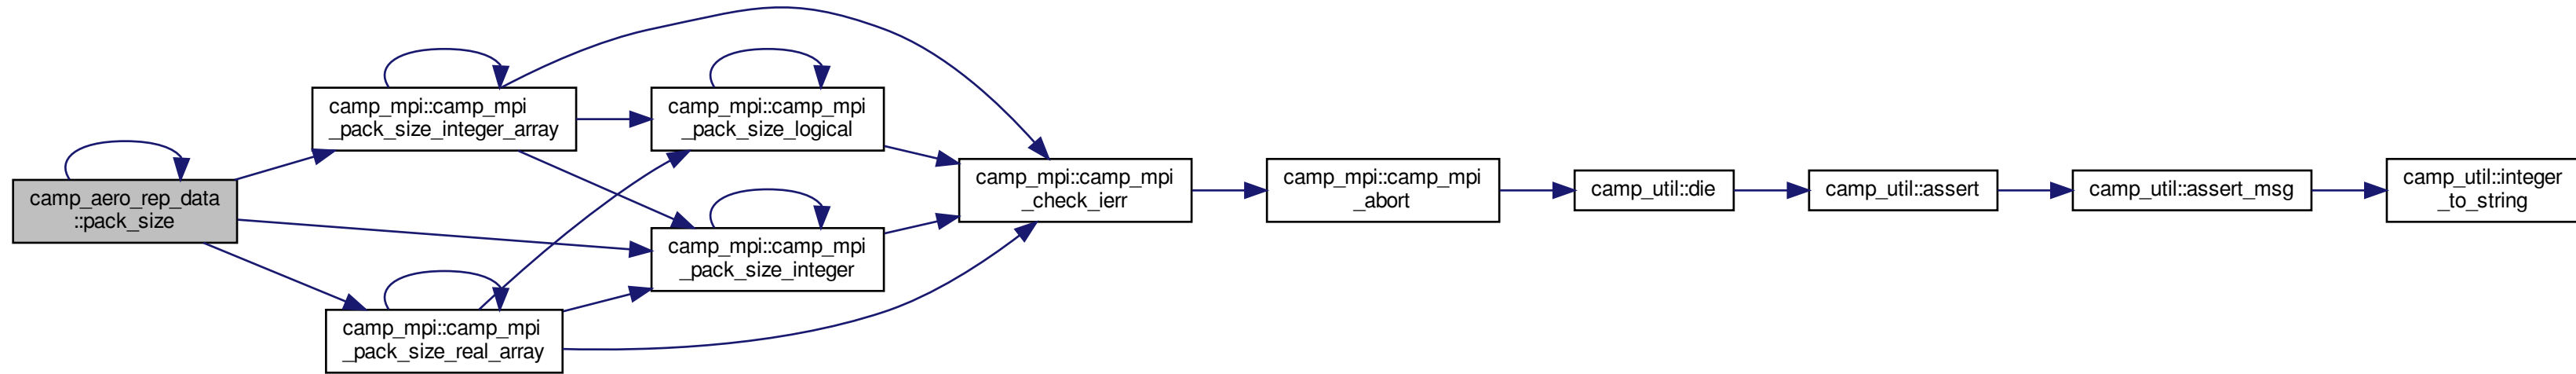 camp_aero_rep_data
::pack_size
camp_mpi::camp_mpi
_pack_size_integer_array
camp_mpi::camp_mpi
_pack_size_real_array
camp_mpi::camp_mpi
_pack_size_logical
camp_mpi::camp_mpi
_pack_size_integer
camp_mpi::camp_mpi
_check_ierr
camp_mpi::camp_mpi
_abort
camp_util::die
camp_util::assert
camp_util::assert_msg
camp_util::integer
_to_string